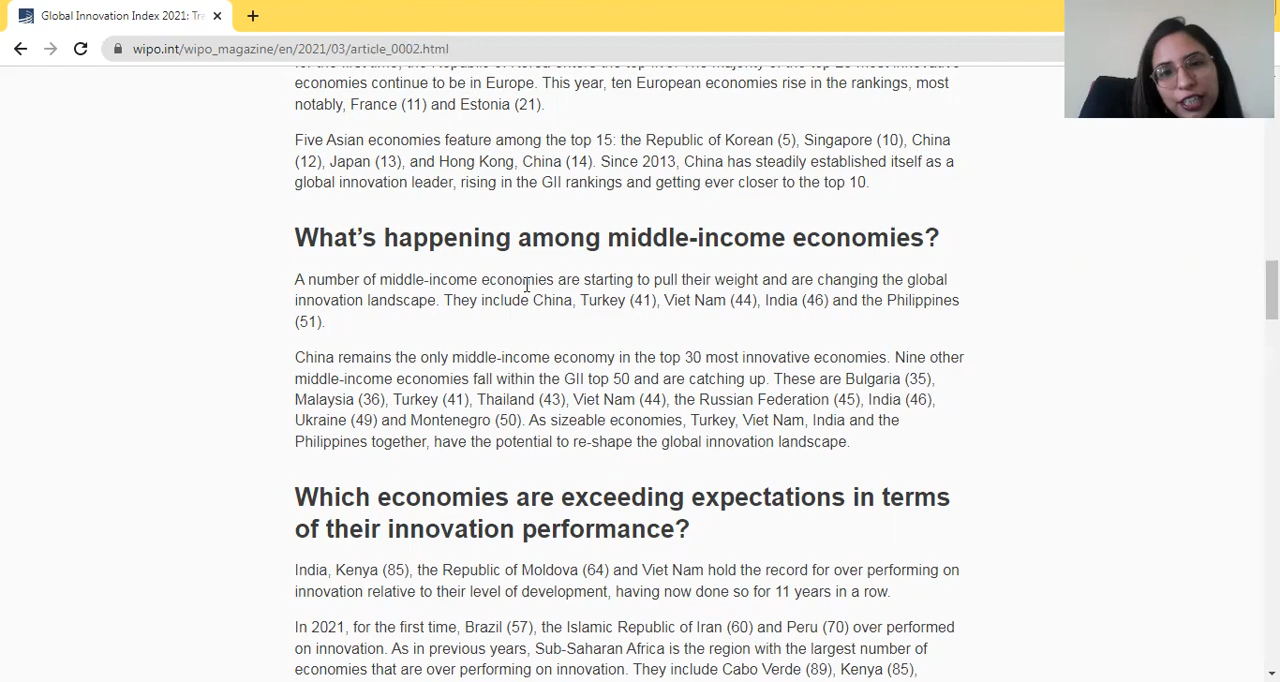 Global Innovation Index 2021: Tre
wipo.int/wipo_magazine/en/2021/03/article_0002.html
for the first time, the Republic of Korea enters the top five. The majority of the top 25 most innovative
economies continue to be in Europe. This year, ten European economies rise in the rankings, most
notably, France (11) and Estonia (21).
Five Asian economies feature among the top 15: the Republic of Korean (5), Singapore (10), China
(12), Japan (13), and Hong Kong, China (14). Since 2013, China has steadily established itself as a
global innovation leader, rising in the GII rankings and getting ever closer to the top 10.
What's happening among middle-income economies?
A number of middle-income economies are starting to pull their weight and are changing the global
innovation landscape. They include China, Turkey (41), Viet Nam (44), India (46) and the Philippines
(51).
China remains the only middle-income economy in the top 30 most innovative economies. Nine other
middle-income economies fall within the GII top 50 and are catching up. These are Bulgaria (35),
Malaysia (36), Turkey (41), Thailand (43), Viet Nam (44), the Russian Federation (45), India (46),
Ukraine (49) and Montenegro (50). As sizeable economies, Turkey, Viet Nam, India and the
Philippines together, have the potential to re-shape the global innovation landscape.
Which economies are exceeding expectations in terms
of their innovation performance?
India, Kenya (85), the Republic of Moldova (64) and Viet Nam hold the record for over performing on
innovation relative to their level of development, having now done so for 11 years in a row.
In 2021, for the first time, Brazil (57), the Islamic Republic of Iran (60) and Peru (70) over performed
on innovation. As in previous years, Sub-Saharan Africa is the region with the largest number of
economies that are over performing on innovation. They include Cabo Verde (89), Kenya (85),